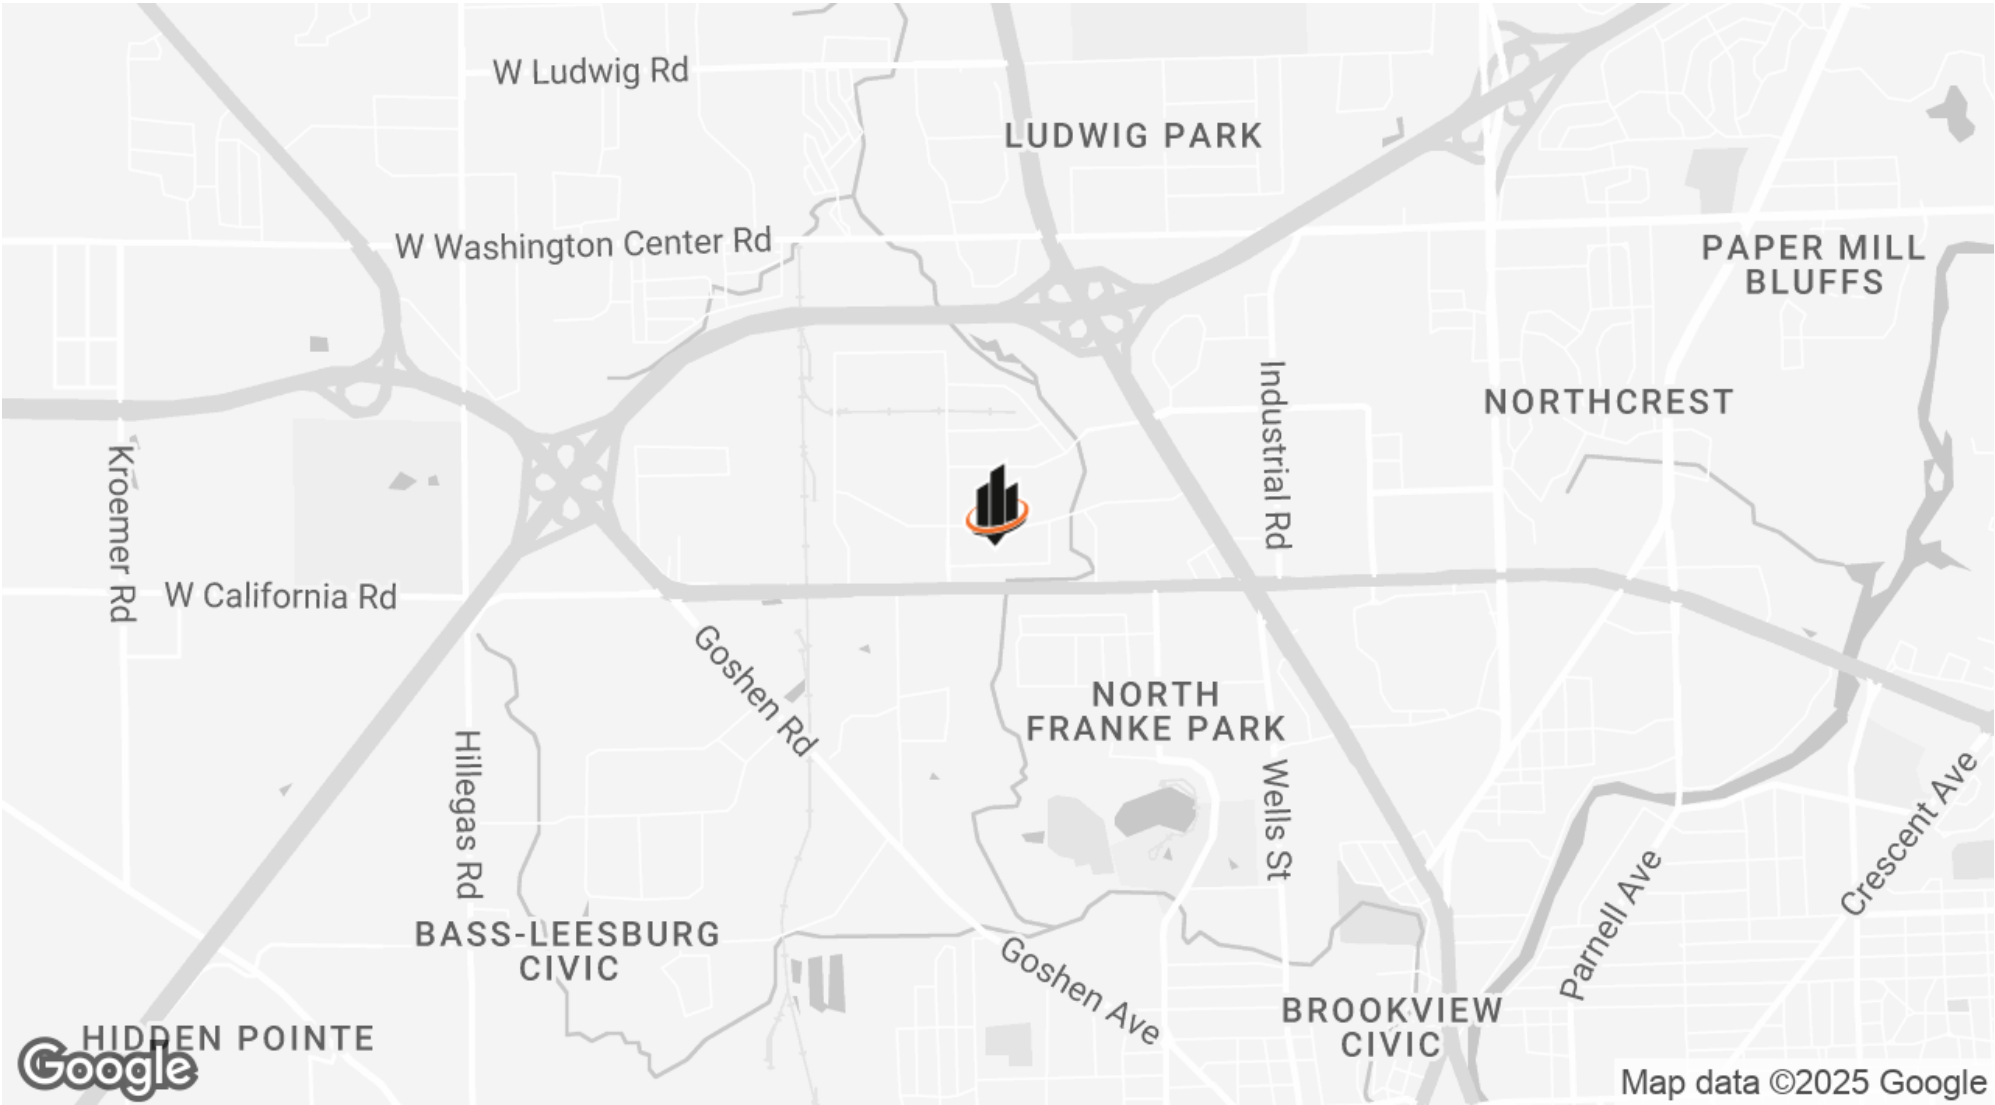 W Ludwig Rd
LUDWIG PARK
W Washington Center Rd
PAPER MILL
BLUFFS
NORTHCREST
Industrial Rd
Kroemer Rd
W California Rd
Goshen Rd
NORTH
FRANKE PARK
Hillegas Rd
Wells St
Crescent Ave
Parnell Ave
BASS-LEESBURG
CIVIC
Goshen Ave
BROOKVIEW
CIVIC
HIDDEN POINTE
Google
Map data ©2025 Google